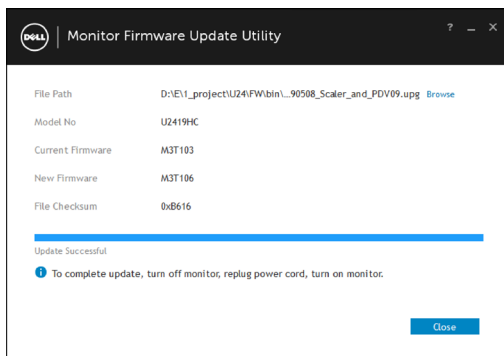 DELL | Monitor Firmware Update Utility ? _ X
File Path D:\E\1_project\U24\FW\bin\...90508_Scaler_and_PDV09.upg Browse
Model No U2419HC
Current Firmware M3T103
New Firmware M3T106
File Checksum 0xB616
Update Successful
To complete update, turn off monitor, replug power cord, turn on monitor.
Close